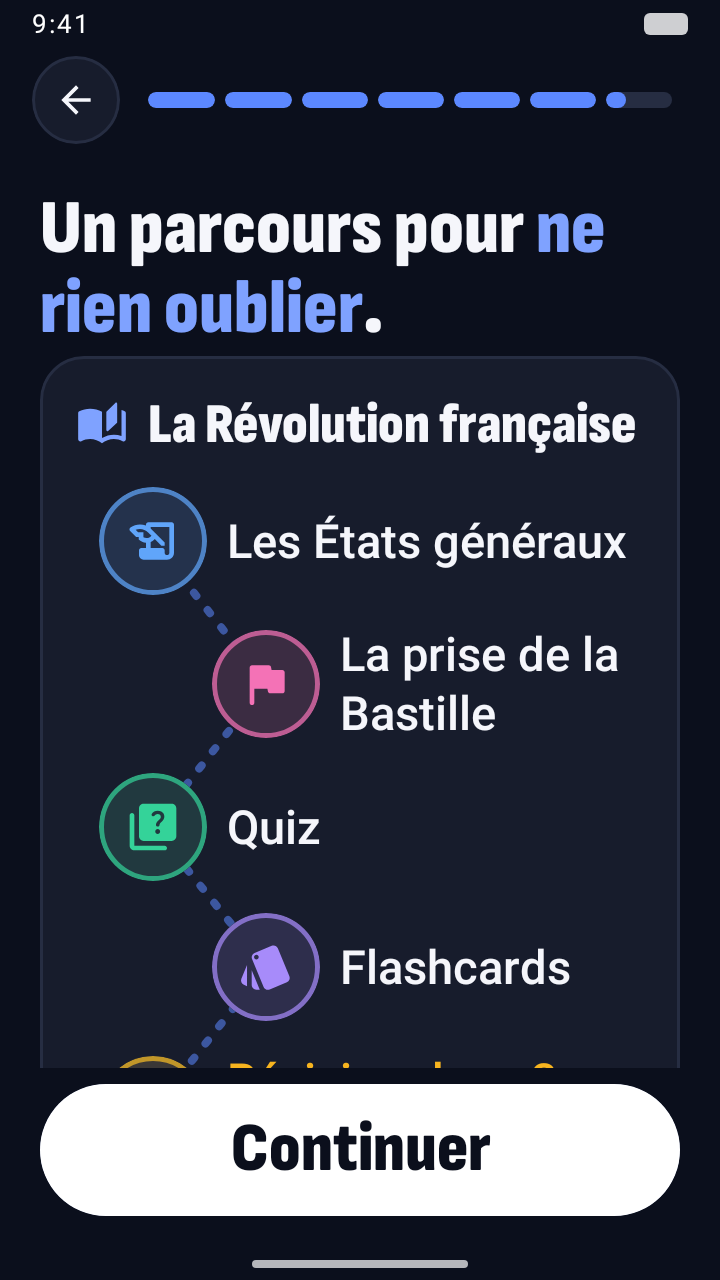 9:41
Un parcours pour ne
rien oublier.
La Révolution française
Les États généraux
La prise de la
Bastille
Quiz
?
Flashcards
Continuer